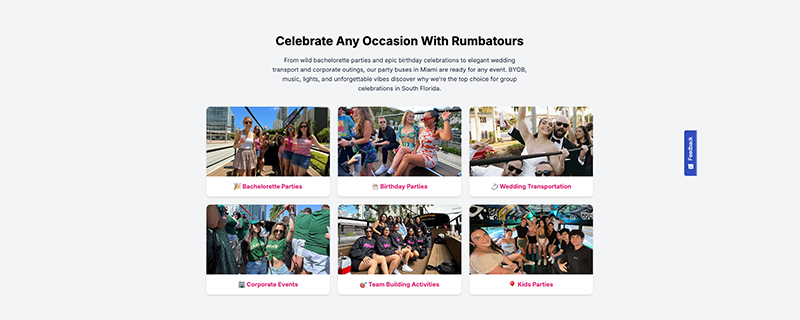 Celebrate Any Occasion With Rumbatours
From wild bachelorette parties and epic birthday celebrations to elegant wedding
transport and corporate outings, our party buses in Miami are ready for any event. BYOB,
music, lights, and unforgettable vibes discover why we're the top choice for group
celebrations in South Florida.
🎉 Bachelorette Parties
🎂 Birthday Parties
💍 Wedding Transportation
🏢 Corporate Events
🎯 Team Building Activities
🎈 Kids Parties
Feedback